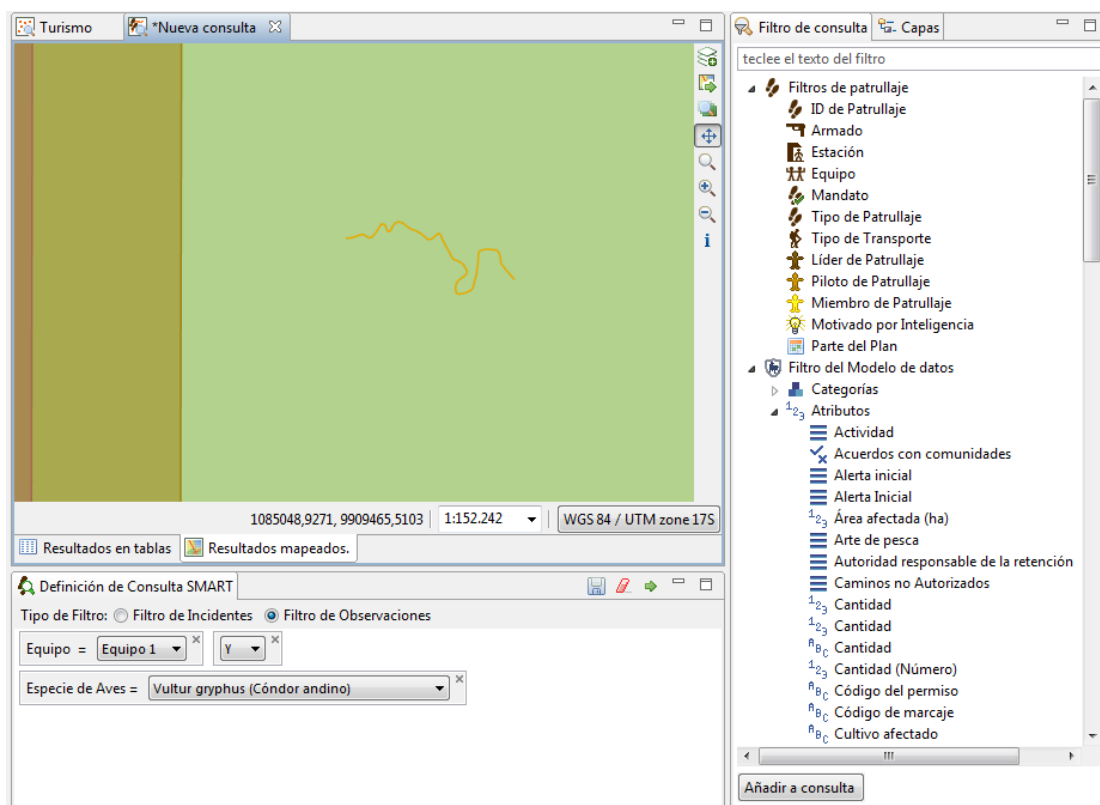 Turismo
*Nueva consulta
1085048,9271, 9909465,5103
1:152.242
WGS 84 / UTM zone 17S
Resultados en tablas
Resultados mapeados.
Definición de Consulta SMART
Tipo de Filtro: Filtro de Incidentes Filtro de Observaciones
Equipo = Equipo 1 Y
Especie de Aves = Vultur gryphus (Cóndor andino)
Filtro de consulta
Capas
teclee el texto del filtro
Filtros de patrullaje
ID de Patrullaje
Armado
Estación
Equipo
Mandato
Tipo de Patrullaje
Tipo de Transporte
Líder de Patrullaje
Piloto de Patrullaje
Miembro de Patrullaje
Motivado por Inteligencia
Parte del Plan
Filtro del Modelo de datos
Categorías
Atributos
Actividad
Acuerdos con comunidades
Alerta inicial
Alerta Inicial
Área afectada (ha)
Arte de pesca
Autoridad responsable de la retención
Caminos no Autorizados
Cantidad
Cantidad
Cantidad
Cantidad (Número)
Código del permiso
Código de marcaje
Cultivo afectado
Añadir a consulta